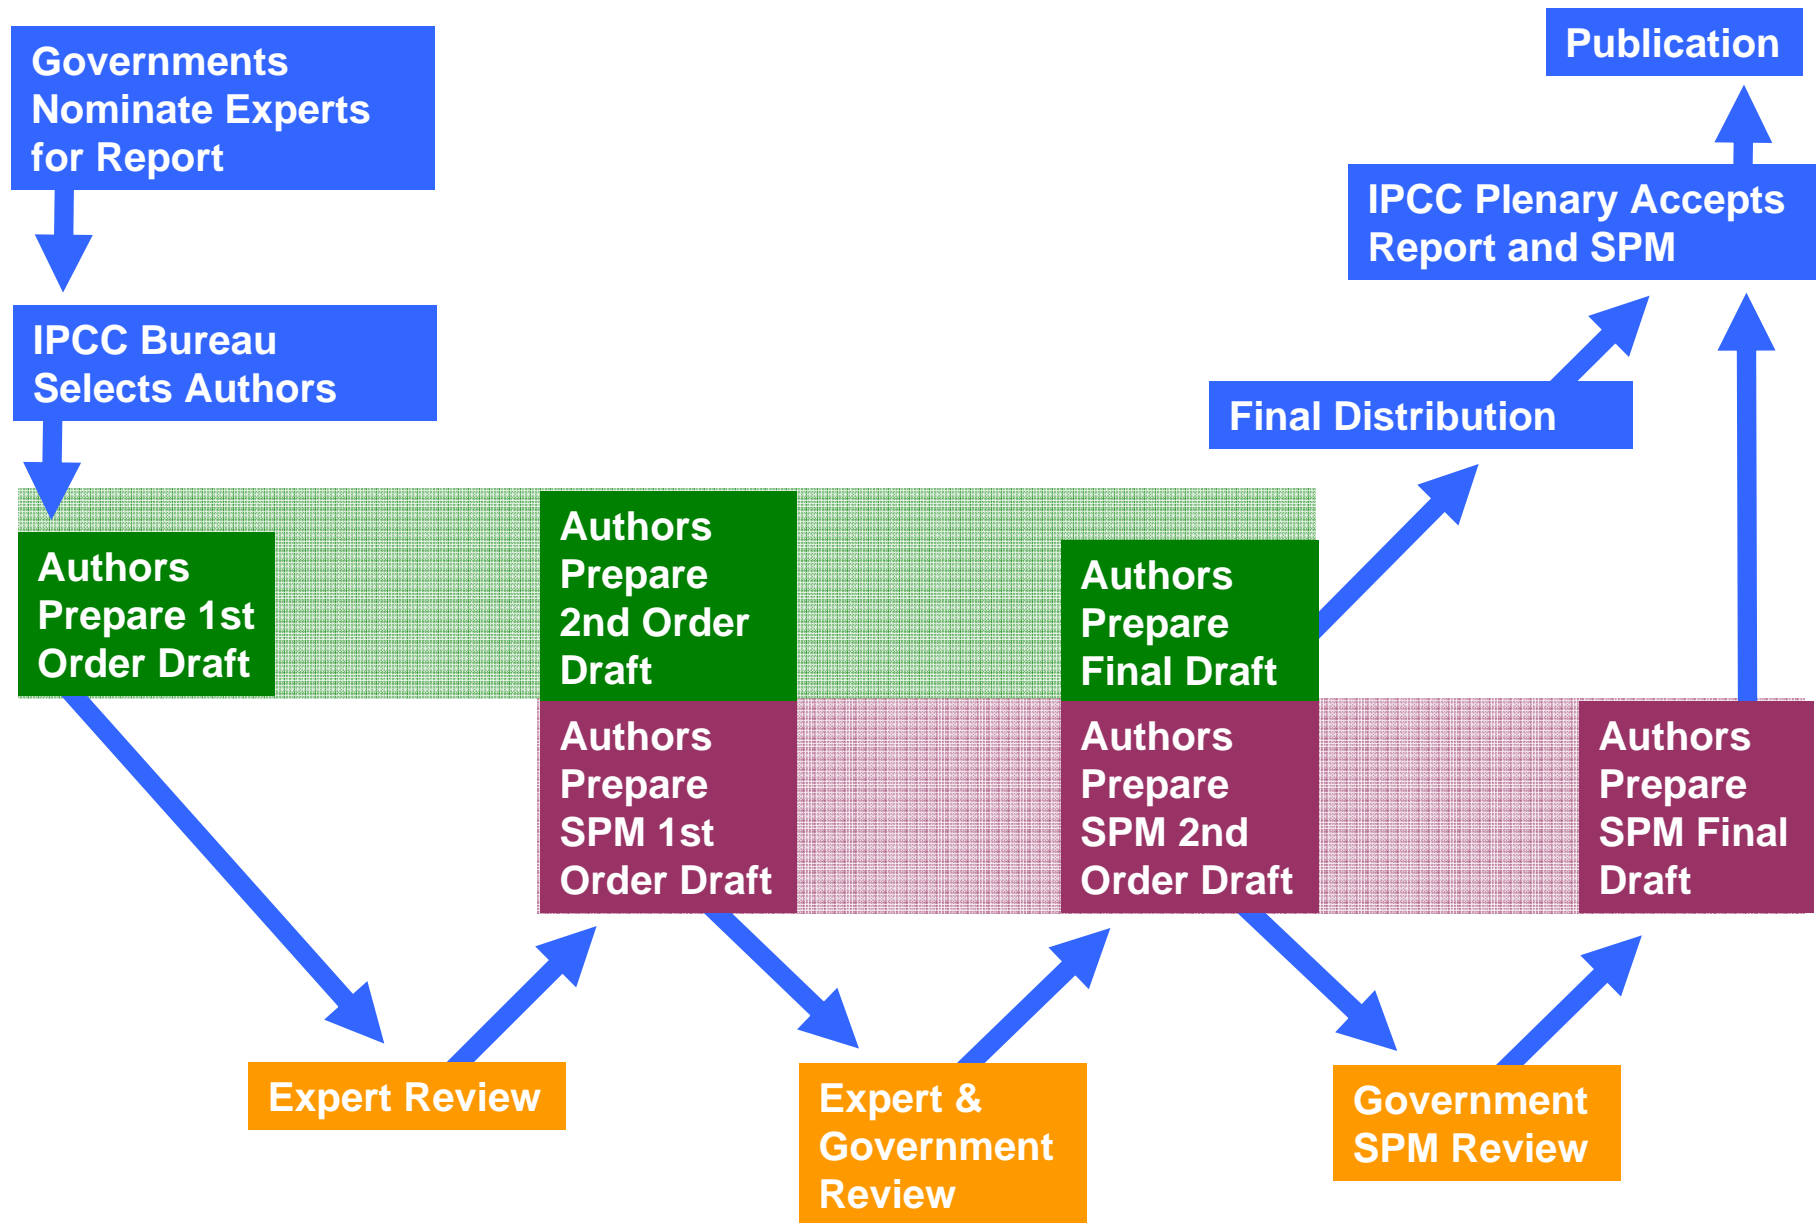 Governments
Nominate Experts
for Report
IPCC Bureau
Selects Authors
Publication
IPCC Plenary Accepts
Report and SPM
Final Distribution
Authors
Prepare 1st
Order Draft
Authors
Prepare
2nd Order
Draft
Authors
Prepare
Final Draft
Authors
Prepare
SPM 1st
Order Draft
Authors
Prepare
SPM 2nd
Order Draft
Authors
Prepare
SPM Final
Draft
Expert Review
Expert &
Government
Review
Government
SPM Review